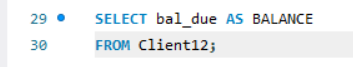 29 SELECT bal_due AS BALANCE
30 FROM Client12;